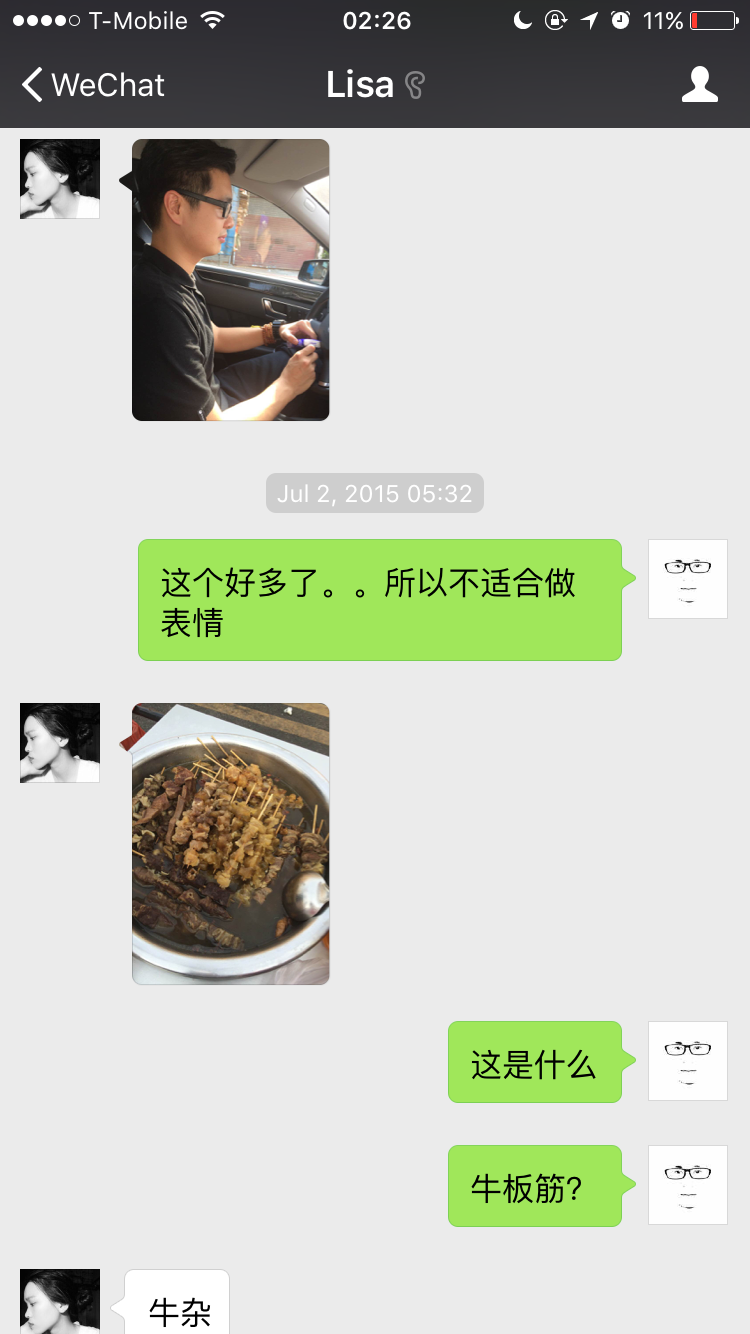 T-Mobile 02:26 11%
WeChat Lisa
Jul 2, 2015 05:32
这个好多了。。所以不适合做
表情
这是什么
牛板筋?
牛杂